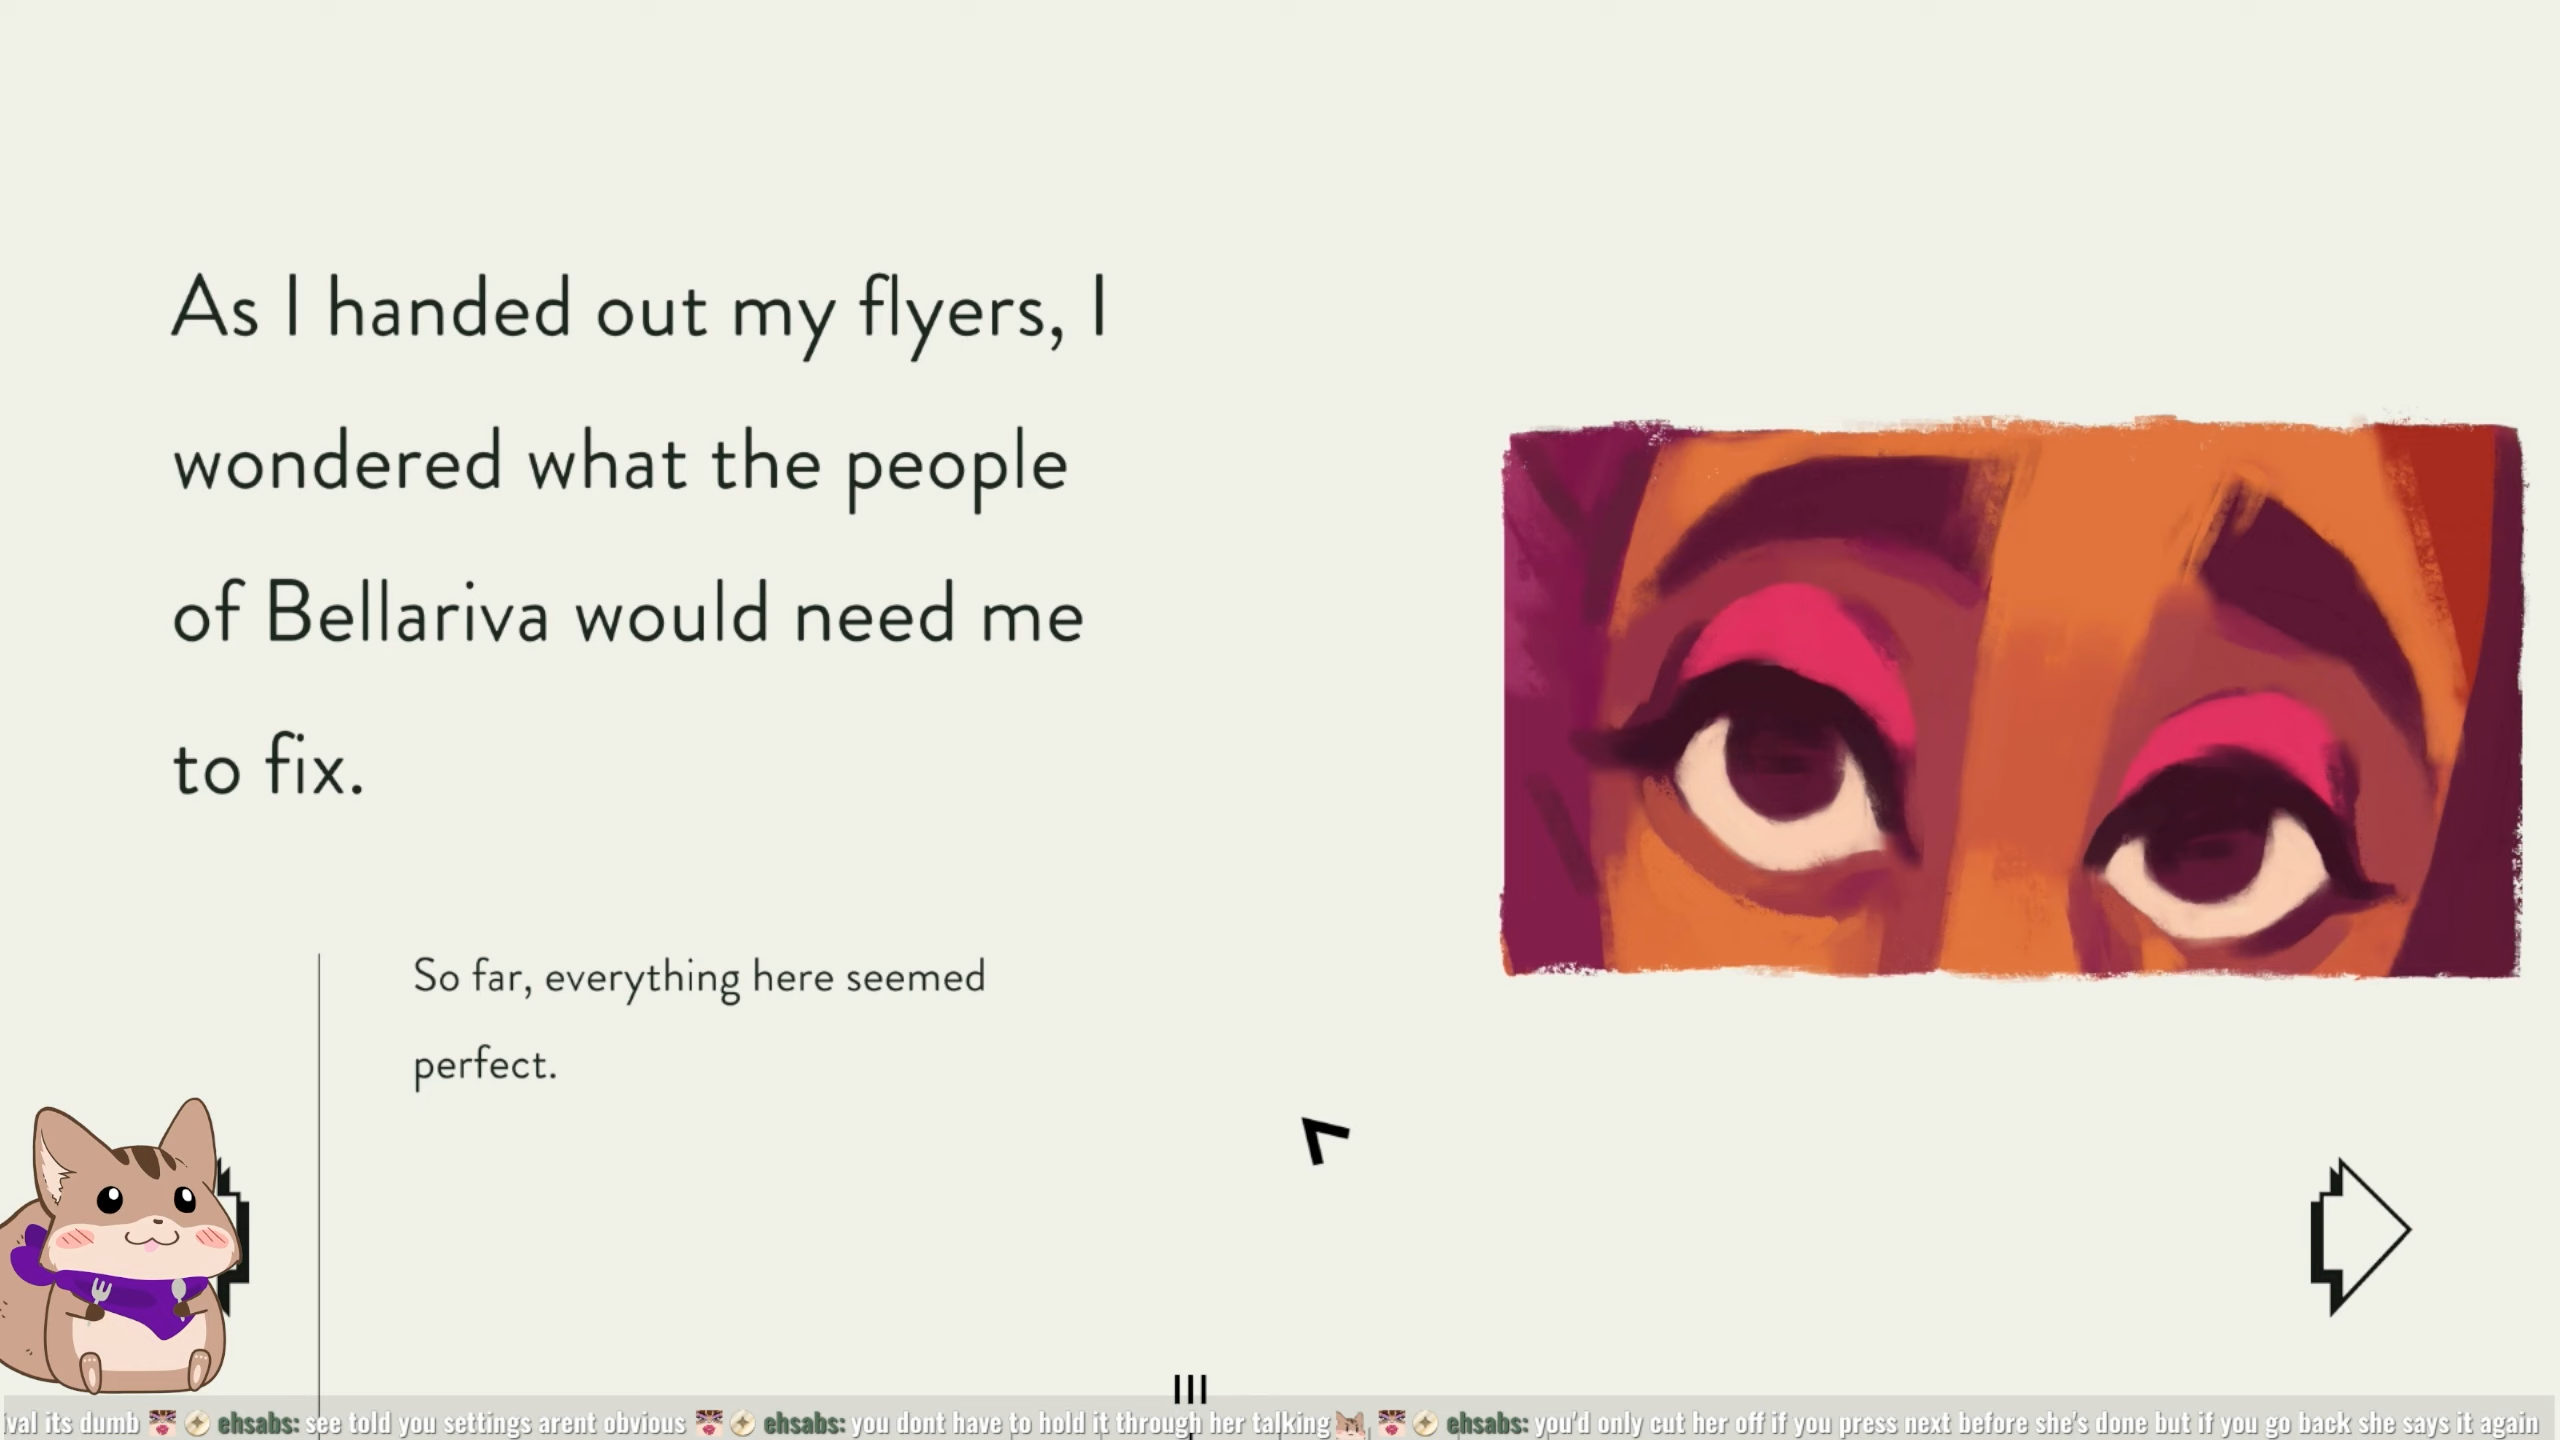 As I handed out my flyers, I
wondered what the people
of Bellariva would need me
to fix.
So far, everything here seemed
perfect.
ival its dumb ehsabs: see told you settings arent obvious ehsabs: you dont have to hold it through her talking ehsabs: you'd only cut her off if you press next before she's done but if you go back she says it again